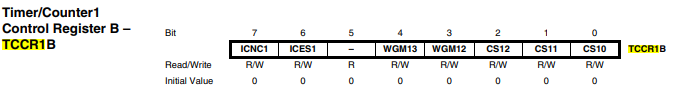 Timer/Counter1
Control Register B –
TCCR1B
Bit 7 6 5 4 3 2 1 0
ICNC1 ICES1 – WGM13 WGM12 CS12 CS11 CS10 TCCR1B
Read/Write R/W R/W R R/W R/W R/W R/W R/W
Initial Value 0 0 0 0 0 0 0 0